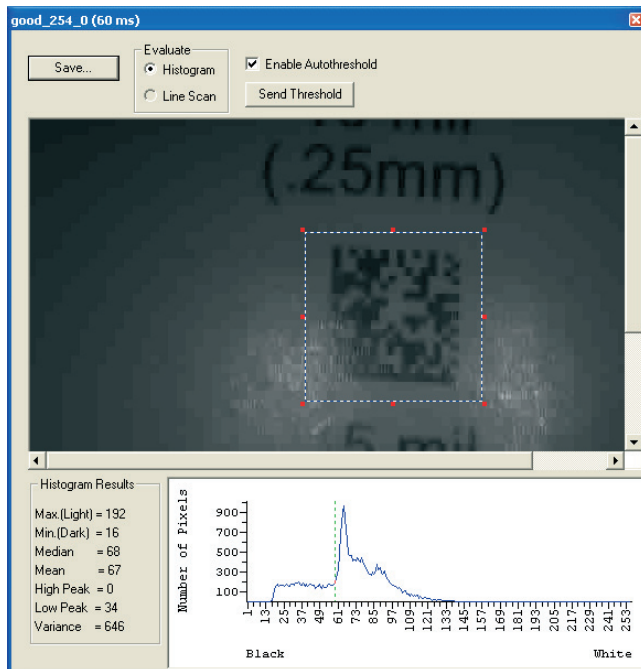 good_254_0 (60 ms)
Save...
Evaluate
Histogram
Line Scan
Enable Autothreshold
Send Threshold
(.25mm)
5 mil
Histogram Results
Max.(Light) = 192
Min.(Dark) = 16
Median = 68
Mean = 67
High Peak = 0
Low Peak = 34
Variance = 646
Number of Pixels
900
700
500
300
100
1 13 25 37 49 61 73 85 97 109 121 133 145 157 169 181 193 205 217 229 241 253
Black White